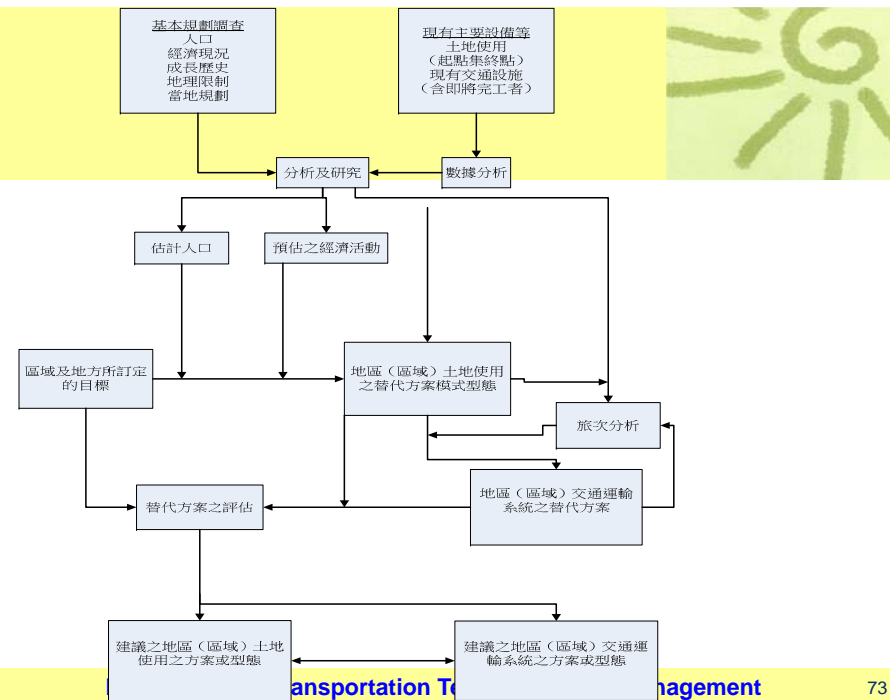 基本規劃調查
人口
經濟現況
成長歷史
地理限制
當地規劃
現有主要設備等
土地使用
（起點集終點）
現有交通設施
（含即將完工者）
分析及研究
數據分析
估計人口
預估之經濟活動
區域及地方所訂定
的目標
地區（區域）土地使用
之替代方案模式型態
旅次分析
替代方案之評估
地區（區域）交通運輸
系統之替代方案
建議之地區（區域）土地
使用之方案或型態
建議之地區（區域）交通運
輸系統之方案或型態
ansportation Te nagement
73